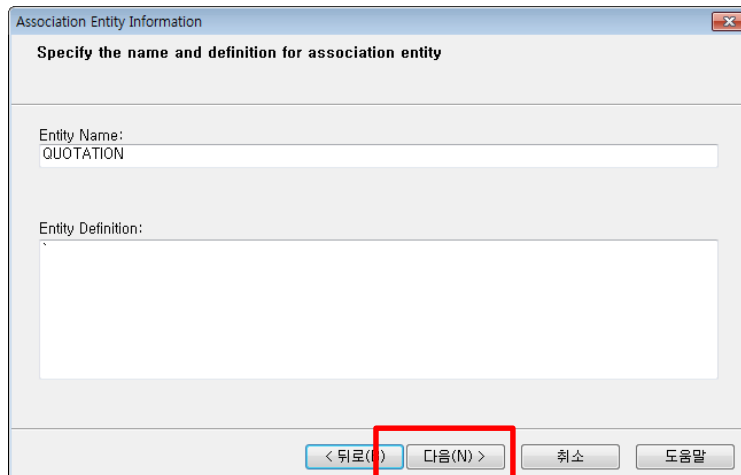 Association Entity Information
Specify the name and definition for association entity
Entity Name:
QUOTATION
Entity Definition:
`
< 뒤로( ) 다음(N) > 취소 도움말